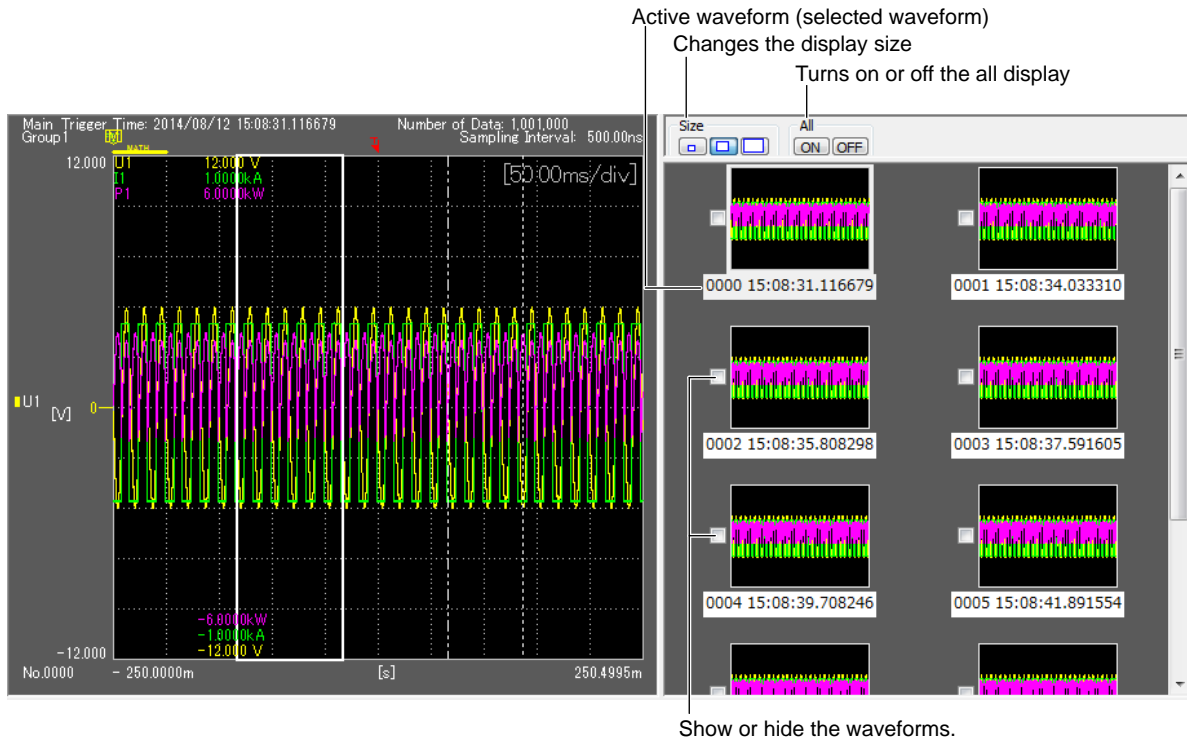 Active waveform (selected waveform)
Changes the display size
Turns on or off the all display
Main Trigger Time: 2014/08/12 15:08:31.116679 Number of Data: 1,001,000
Group1 M Sampling Interval: 500.00ns
MATH
12.000 U1 12.000 V [50.00ms/div]
I1 1.0000kA
P1 6.0000kW
U1 [V] 0
-6.0000kW
-1.0000kA
-12.000 -12.000 V
No.0000 - 250.0000m [s] 250.4995m
Size All
ON OFF
0000 15:08:31.116679 0001 15:08:34.033310
0002 15:08:35.808298 0003 15:08:37.591605
0004 15:08:39.708246 0005 15:08:41.891554
Show or hide the waveforms.